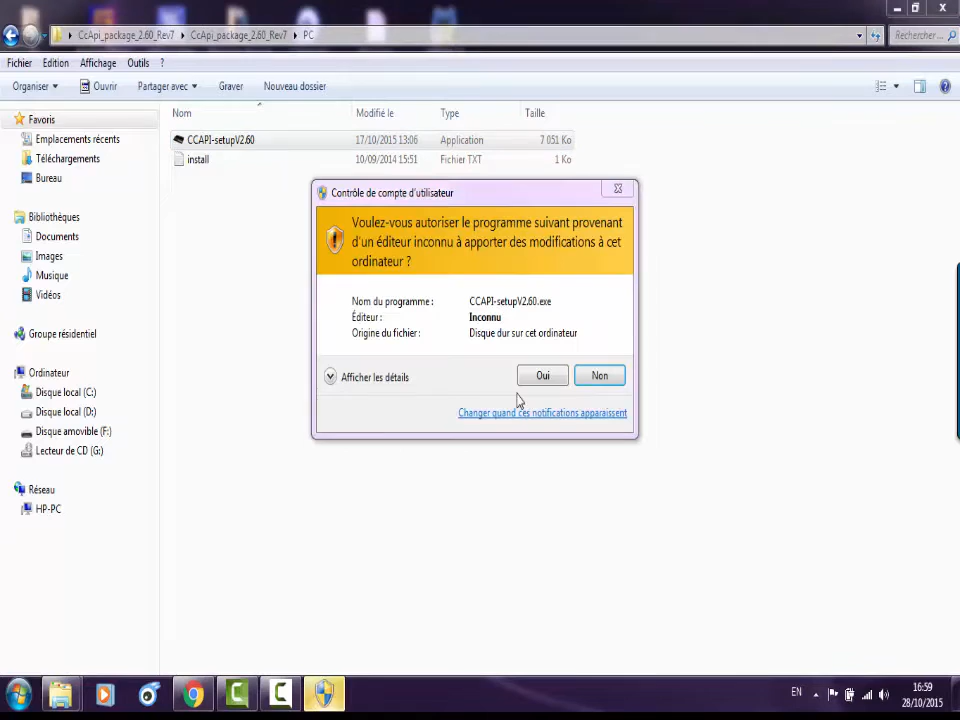 CcApi_package_2.60_Rev7 CcApi_package_2.60_Rev7 PC Rechercher...
Fichier Edition Affichage Outils ?
Organiser Ouvrir Partager avec Graver Nouveau dossier
Nom Modifié le Type Taille
CCAPI-setupV2.60 17/10/2015 13:06 Application 7 051 Ko
install 10/09/2014 15:51 Fichier TXT 1 Ko
Favoris
Emplacements récents
Téléchargements
Bureau
Bibliothèques
Documents
Images
Musique
Vidéos
Groupe résidentiel
Ordinateur
Disque local (C:)
Disque local (D:)
Disque amovible (F:)
Lecteur de CD (G:)
Réseau
HP-PC
Contrôle de compte d'utilisateur
Voulez-vous autoriser le programme suivant provenant
d'un éditeur inconnu à apporter des modifications à cet
ordinateur ?
Nom du programme : CCAPI-setupV2.60.exe
Éditeur : Inconnu
Origine du fichier : Disque dur sur cet ordinateur
Afficher les détails Oui Non
Changer quand ces notifications apparaissent
EN 16:59
28/10/2015